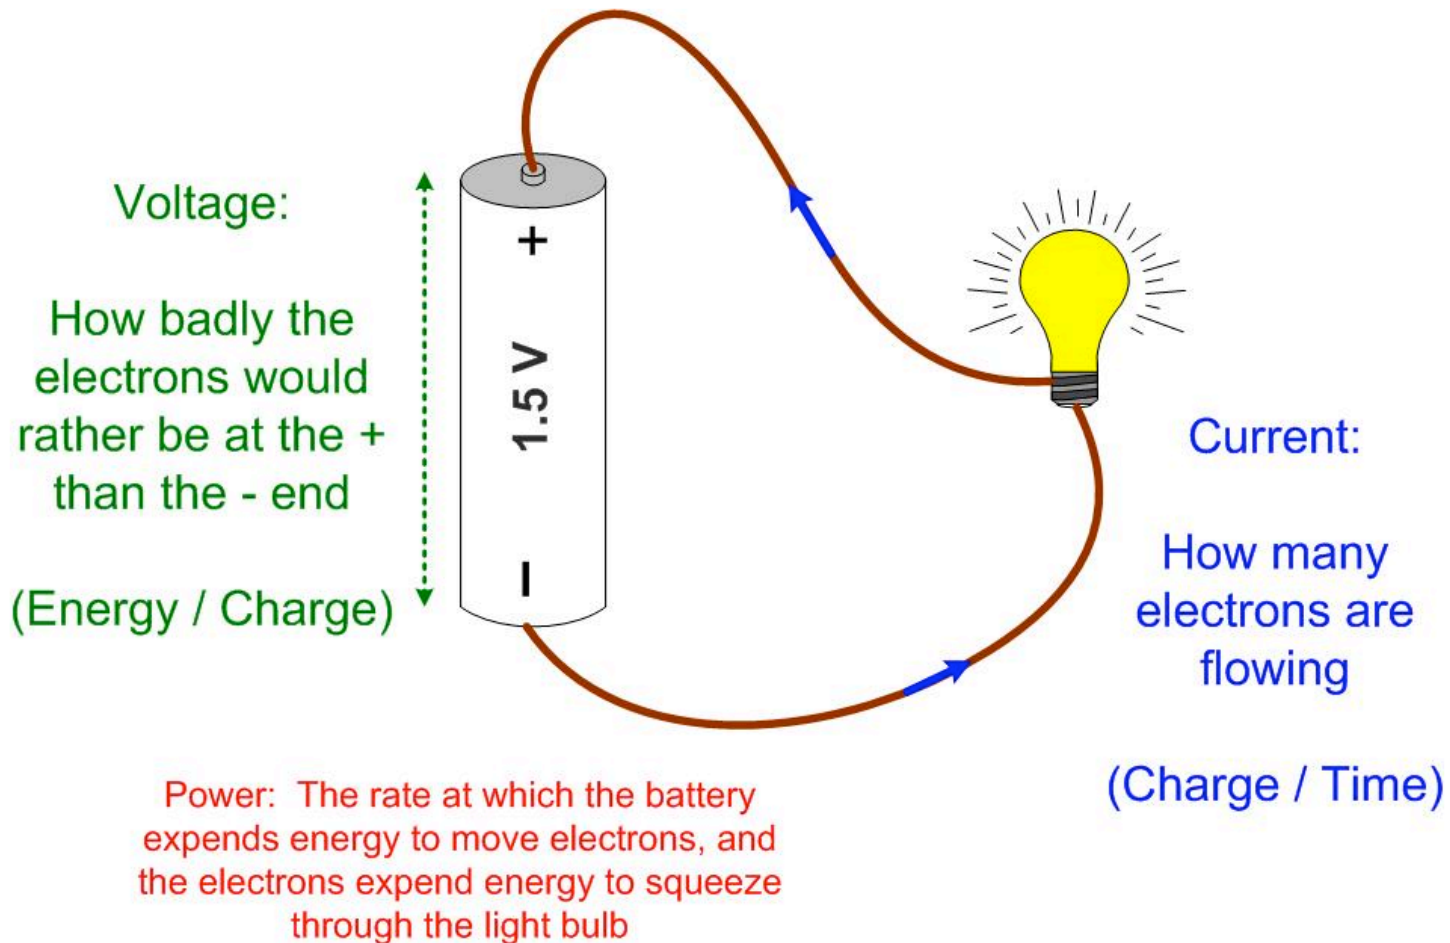 Voltage:
How badly the
electrons would
rather be at the +
than the - end
(Energy / Charge)
+
1.5 V
–
Current:
How many
electrons are
flowing
(Charge / Time)
Power: The rate at which the battery
expends energy to move electrons, and
the electrons expend energy to squeeze
through the light bulb